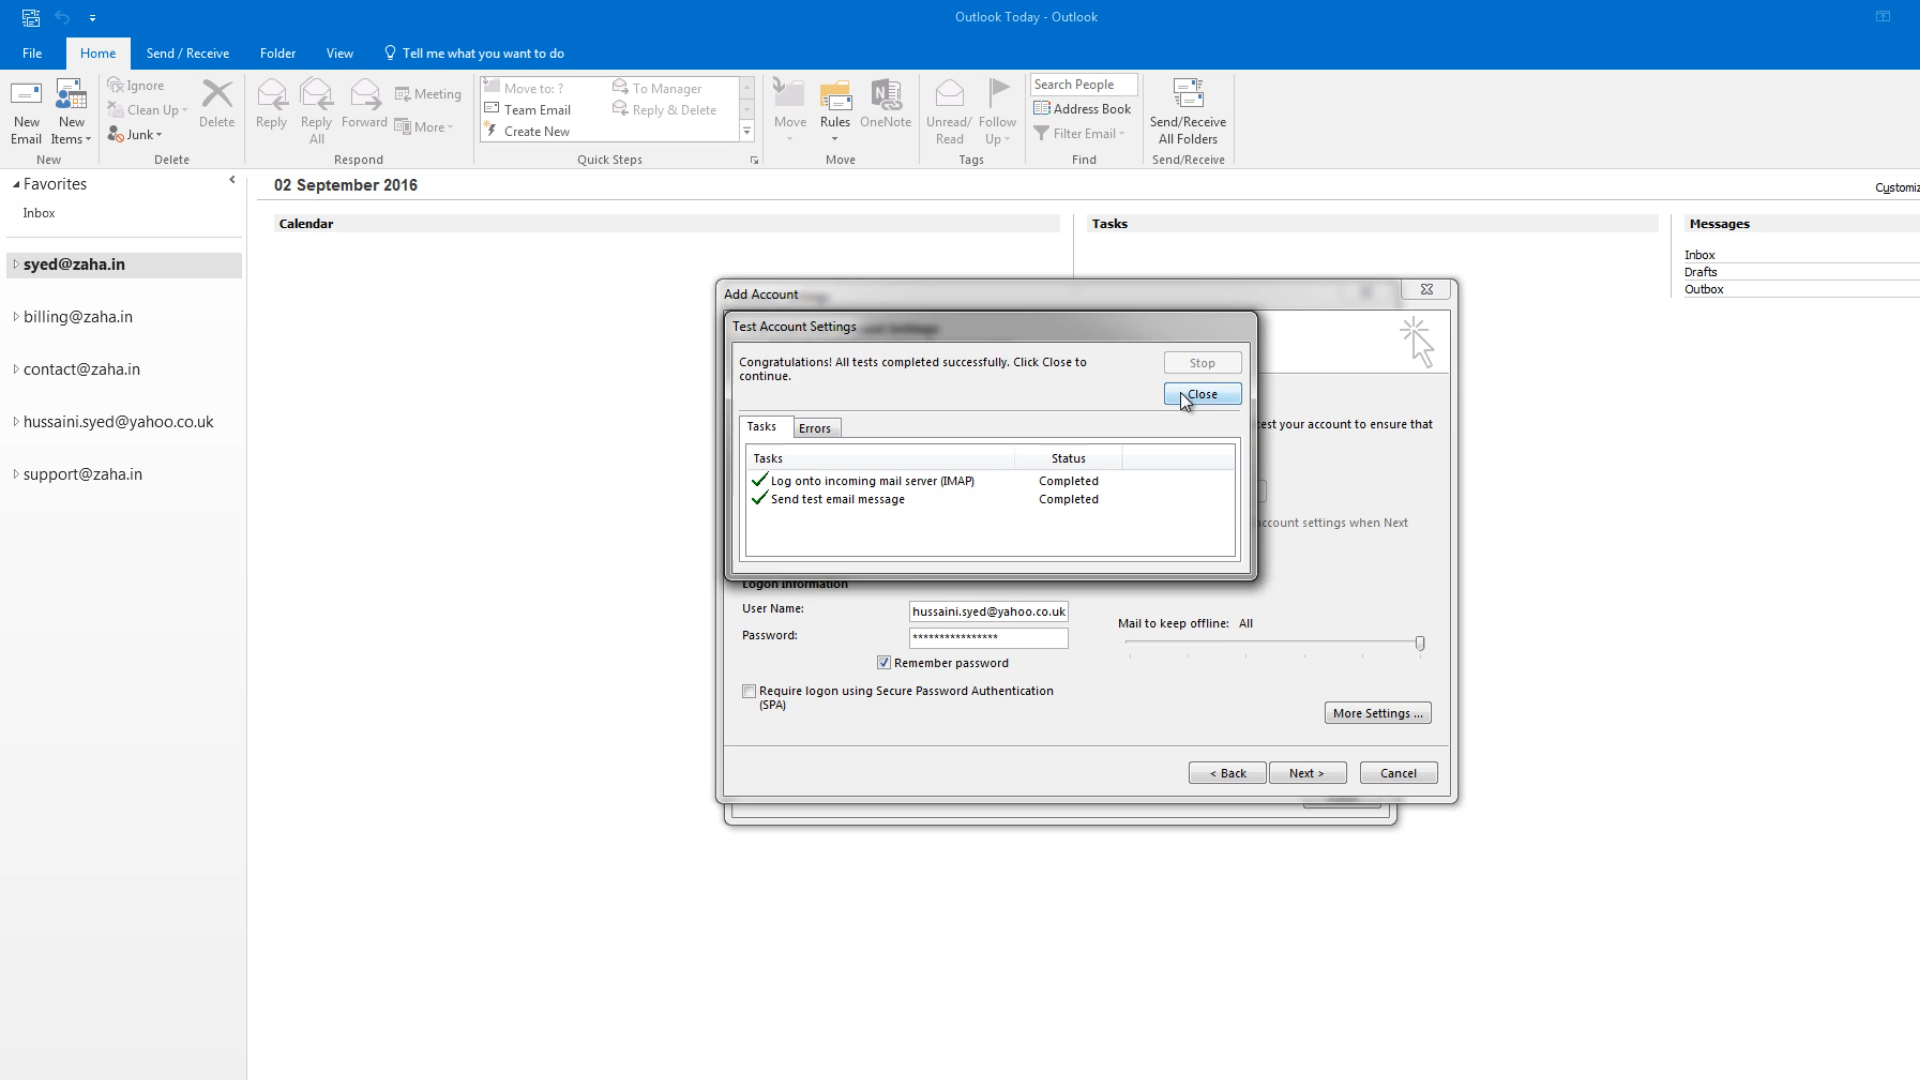 Outlook Today - Outlook
File
Home
Send / Receive
Folder
View
Tell me what you want to do
New Email
New Items
New
Ignore
Clean Up
Junk
Delete
Delete
Reply
Reply All
Forward
Meeting
More
Respond
Move to: ?
Team Email
Create New
To Manager
Reply & Delete
Quick Steps
Move
Rules
OneNote
Move
Unread/ Read
Follow Up
Tags
Search People
Address Book
Filter Email
Find
Send/Receive All Folders
Send/Receive
Favorites
Inbox
syed@zaha.in
billing@zaha.in
contact@zaha.in
hussaini.syed@yahoo.co.uk
support@zaha.in
02 September 2016
Customiz
Calendar
Tasks
Messages
Inbox
Drafts
Outbox
Add Account
Test Account Settings
Congratulations! All tests completed successfully. Click Close to
continue.
Stop
Close
Tasks
Errors
Tasks
Status
Log onto incoming mail server (IMAP)
Completed
Send test email message
Completed
test your account to ensure that
account settings when Next
Logon Information
User Name:
hussaini.syed@yahoo.co.uk
Password:
****************
Remember password
Require logon using Secure Password Authentication
(SPA)
Mail to keep offline: All
More Settings ...
< Back
Next >
Cancel